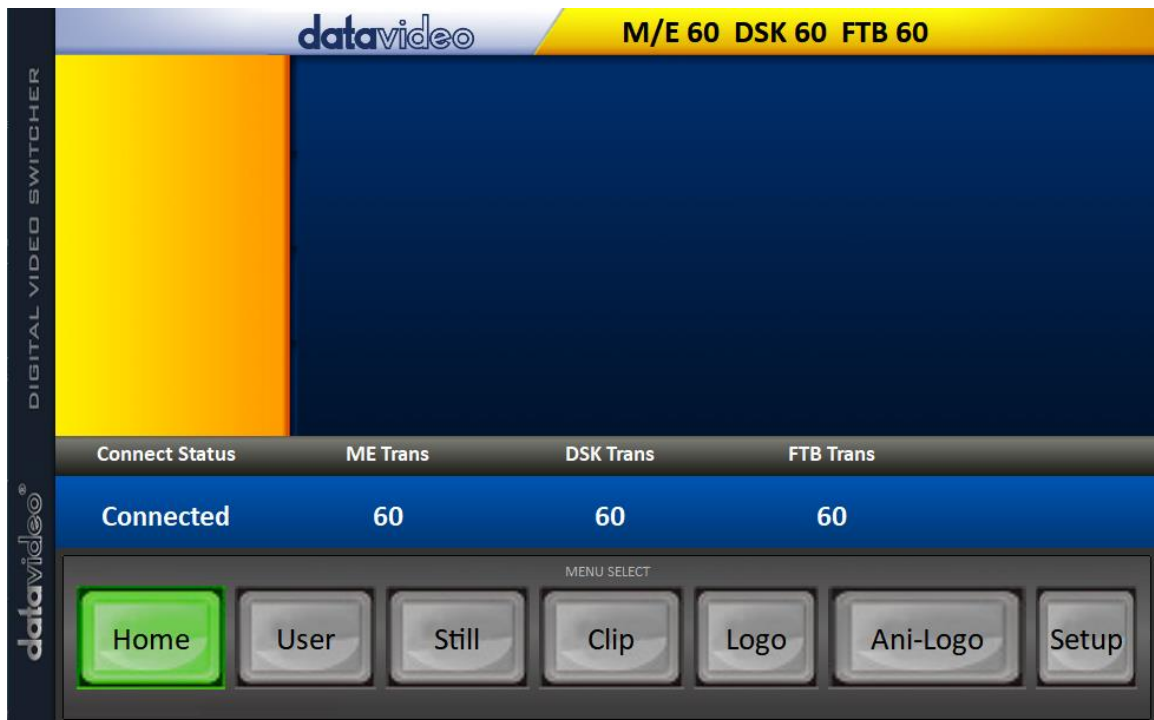 datavideo
M/E 60 DSK 60 FTB 60
DIGITAL VIDEO SWITCHER
datavideo®
Connect Status ME Trans DSK Trans FTB Trans
Connected 60 60 60
MENU SELECT
Home User Still Clip Logo Ani-Logo Setup